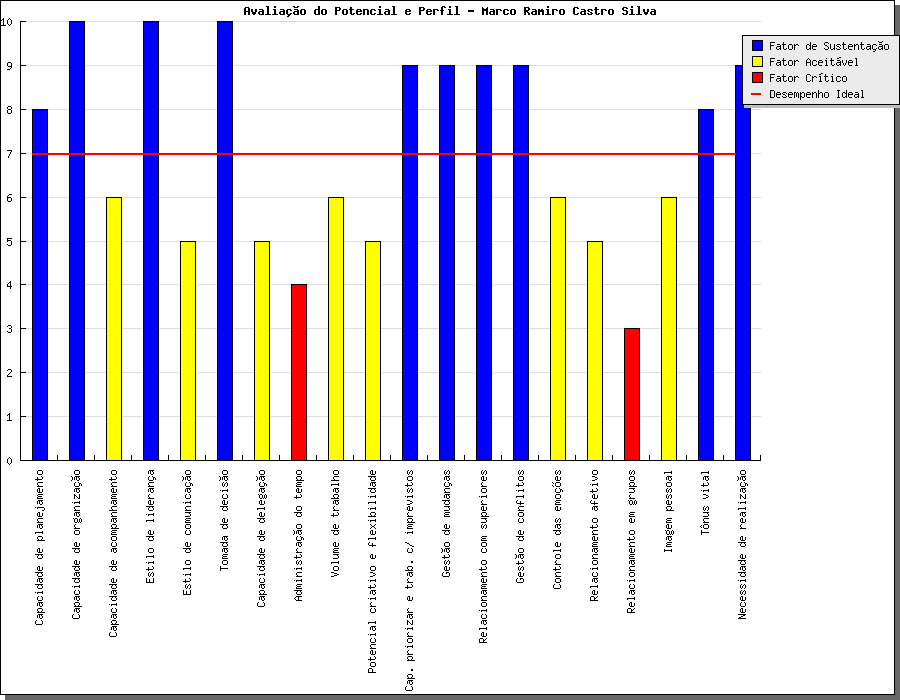 Avaliação do Potencial e Perfil - Marco Ramiro Castro Silva
Fator de Sustentação
Fator Aceitável
Fator Crítico
Desempenho Ideal
10
9
8
7
6
5
4
3
2
1
0
Capacidade de planejamento
Capacidade de organização
Capacidade de acompanhamento
Estilo de liderança
Estilo de comunicação
Tomada de decisão
Capacidade de delegação
Administração do tempo
Volume de trabalho
Potencial criativo e flexibilidade
Cap. priorizar e trab. c/ imprevistos
Gestão de mudanças
Relacionamento com superiores
Gestão de conflitos
Controle das emoções
Relacionamento afetivo
Relacionamento em grupos
Imagem pessoal
Tônus vital
Necessidade de realização